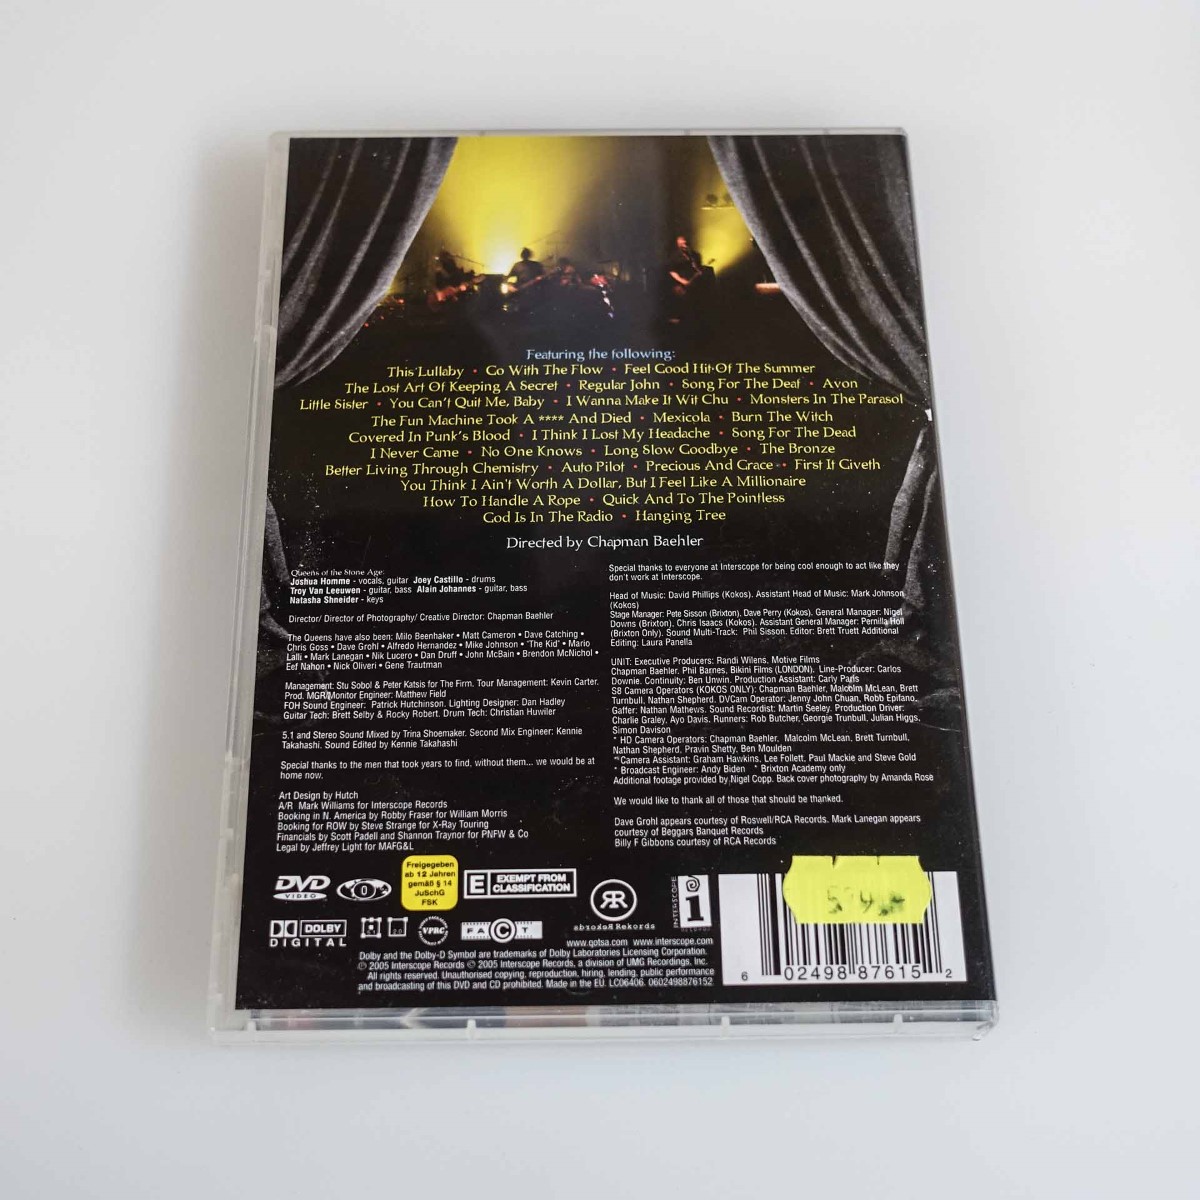 Featuring the following:
This Lullaby • Go With The Flow • Feel Good Hit Of The Summer
The Lost Art Of Keeping A Secret • Regular John • Song For The Deaf • Avon
Little Sister • You Can't Quit Me, Baby • I Wanna Make It Wit Chu • Monsters In The Parasol
The Fun Machine Took A **** And Died • Mexicola • Burn The Witch
Covered In Punk's Blood • I Think I Lost My Headache • Song For The Dead
I Never Came • No One Knows • Long Slow Goodbye • The Bronze
Better Living Through Chemistry • Auto Pilot • Precious And Grace • First It Giveth
You Think I Ain't Worth A Dollar, But I Feel Like A Millionaire
How To Handle A Rope • Quick And To The Pointless
God Is In The Radio • Hanging Tree
Directed by Chapman Baehler
Queens of the Stone Age:
Joshua Homme - vocals, guitar Joey Castillo - drums
Troy Van Leeuwen - guitar, bass Alain Johannes - guitar, bass
Natasha Shneider - keys
Director/ Director of Photography/ Creative Director: Chapman Baehler
The Queens have also been: Milo Beenhaker • Matt Cameron • Dave Catching •
Chris Goss • Dave Grohl • Alfredo Hernandez • Mike Johnson • 'The Kid' • Mario
Lalli • Mark Lanegan • Nik Lucero • Dan Druff • John McBain • Brendon McNichol •
Eef Nahon • Nick Oliveri • Gene Trautman
Management: Stu Sobol & Peter Katsis for The Firm. Tour Management: Kevin Carter.
Prod. MGR/Monitor Engineer: Matthew Field
FOH Sound Engineer: Patrick Hutchinson. Lighting Designer: Dan Hadley
Guitar Tech: Brett Selby & Rocky Robert. Drum Tech: Christian Huwiler
5.1 and Stereo Sound Mixed by Trina Shoemaker. Second Mix Engineer: Kennie
Takahashi. Sound Edited by Kennie Takahashi
Special thanks to the men that took years to find, without them... we would be at
home now.
Art Design by Hutch
A/R Mark Williams for Interscope Records
Booking in N. America by Robby Fraser for William Morris
Booking for ROW by Steve Strange for X-Ray Touring
Financials by Scott Padell and Shannon Traynor for PNFW & Co
Legal by Jeffrey Light for MAFG&L
Special thanks to everyone at Interscope for being cool enough to act like they
don't work at Interscope.
Head of Music: David Phillips (Kokos). Assistant Head of Music: Mark Johnson
(Kokos)
Stage Manager: Pete Sisson (Brixton), Dave Perry (Kokos). General Manager: Nigel
Downs (Brixton), Chris Isaacs (Kokos). Assistant General Manager: Pernilla Holl
(Brixton Only). Sound Multi-Track: Phil Sisson. Editor: Brett Truett Additional
Editing: Laura Panella
UNIT: Executive Producers: Randi Wilens, Motive Films
Chapman Baehler, Phil Barnes, Bikini Films (LONDON). Line-Producer: Carlos
Downie. Continuity: Ben Unwin. Production Assistant: Carly Paris
S8 Camera Operators (KOKOS ONLY): Chapman Baehler, Malcolm McLean, Brett
Turnbull, Nathan Shepherd. DVCam Operator: Jenny John Chuan, Robb Epifano,
Gaffer: Nathan Mathews. Sound Recordist: Martin Seeley. Production Driver:
Charlie Graley, Ayo Davis. Runners: Rob Butcher, Georgie Trunbull, Julian Higgs,
Simon Davison
* HD Camera Operators: Chapman Baehler, Malcolm McLean, Brett Turnbull,
Nathan Shepherd, Pravin Shetty, Ben Moulden
* Camera Assistant: Graham Hawkins, Lee Follett, Paul Mackie and Steve Gold
* Broadcast Engineer: Andy Biden * Brixton Academy only
Additional footage provided by Nigel Copp. Back cover photography by Amanda Rose
We would like to thank all of those that should be thanked.
Dave Grohl appears courtesy of Roswell/RCA Records. Mark Lanegan appears
courtesy of Beggars Banquet Records
Billy F Gibbons courtesy of RCA Records
DVD
VIDEO
0
Freigegeben
ab 12 Jahren
gemäß § 14
JuSchG
FSK
E EXEMPT FROM
CLASSIFICATION
DOLBY
DIGITAL
2.0
VPRC
FACT
RR
Rekords Rekords
INTERSCOPE
RECORDS
www.qotsa.com www.interscope.com
Dolby and the Dolby-D Symbol are trademarks of Dolby Laboratories Licensing Corporation.
℗ 2005 Interscope Records © 2005 Interscope Records, a division of UMG Recordings, Inc.
All rights reserved. Unauthorised copying, reproduction, hiring, lending, public performance
and broadcasting of this DVD and CD prohibited. Made in the EU. LC06406. 0602498876152
6 02498 87615 2